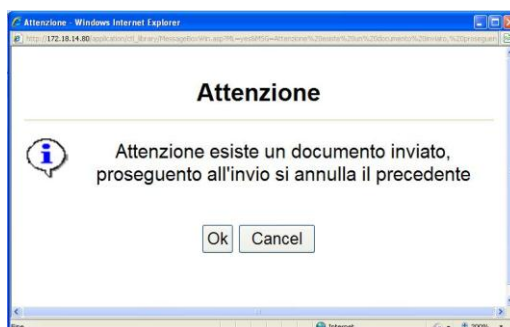 Attenzione - Windows Internet Explorer
Attenzione
Attenzione esiste un documento inviato,
proseguento all'invio si annulla il precedente
Ok Cancel
Internet